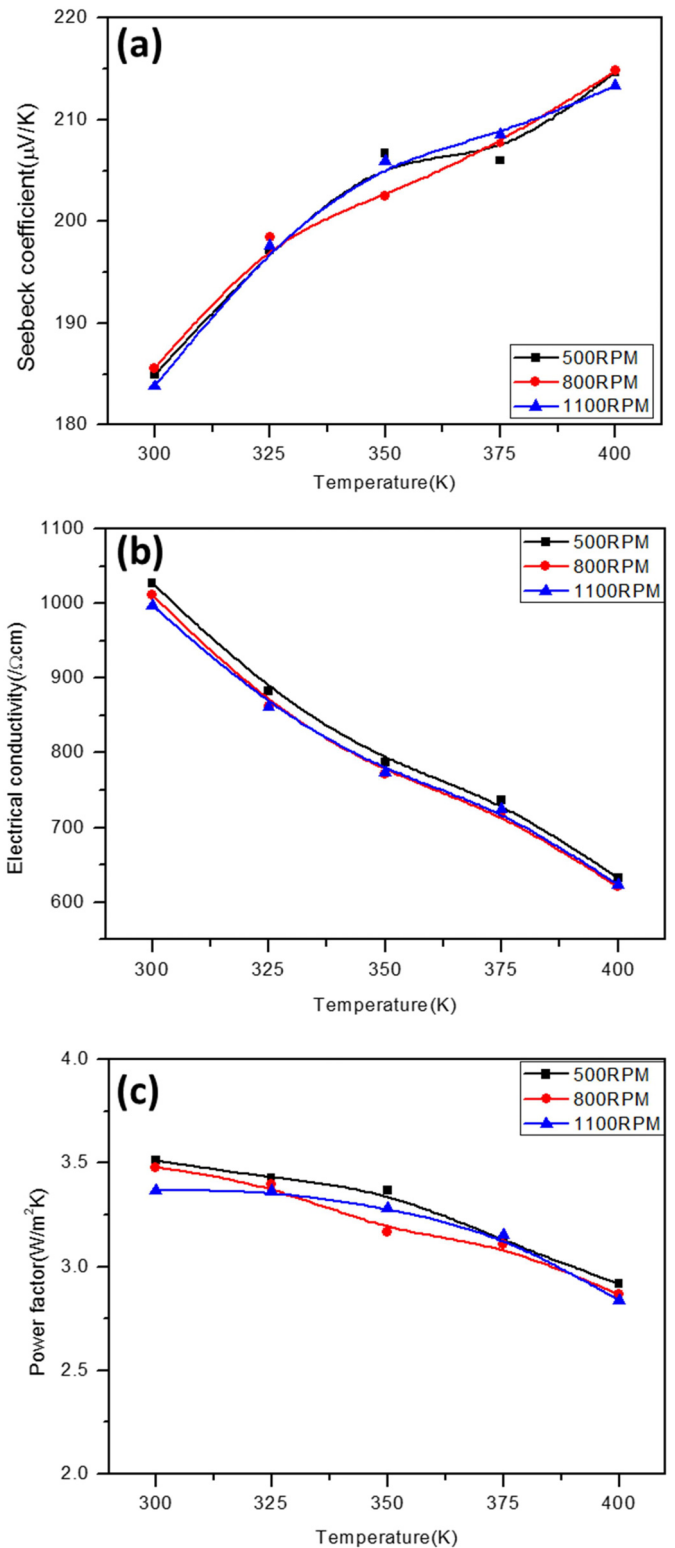 (a)
220
210
200
190
180
Seebeck coefficient(µV/K)
500RPM
800RPM
1100RPM
300 325 350 375 400
Temperature(K)
(b)
1100
1000
900
800
700
600
Electrical conductivity(/Ωcm)
500RPM
800RPM
1100RPM
300 325 350 375 400
Temperature(K)
(c)
4.0
3.5
3.0
2.5
2.0
Power factor(W/m²K)
500RPM
800RPM
1100RPM
300 325 350 375 400
Temperature(K)